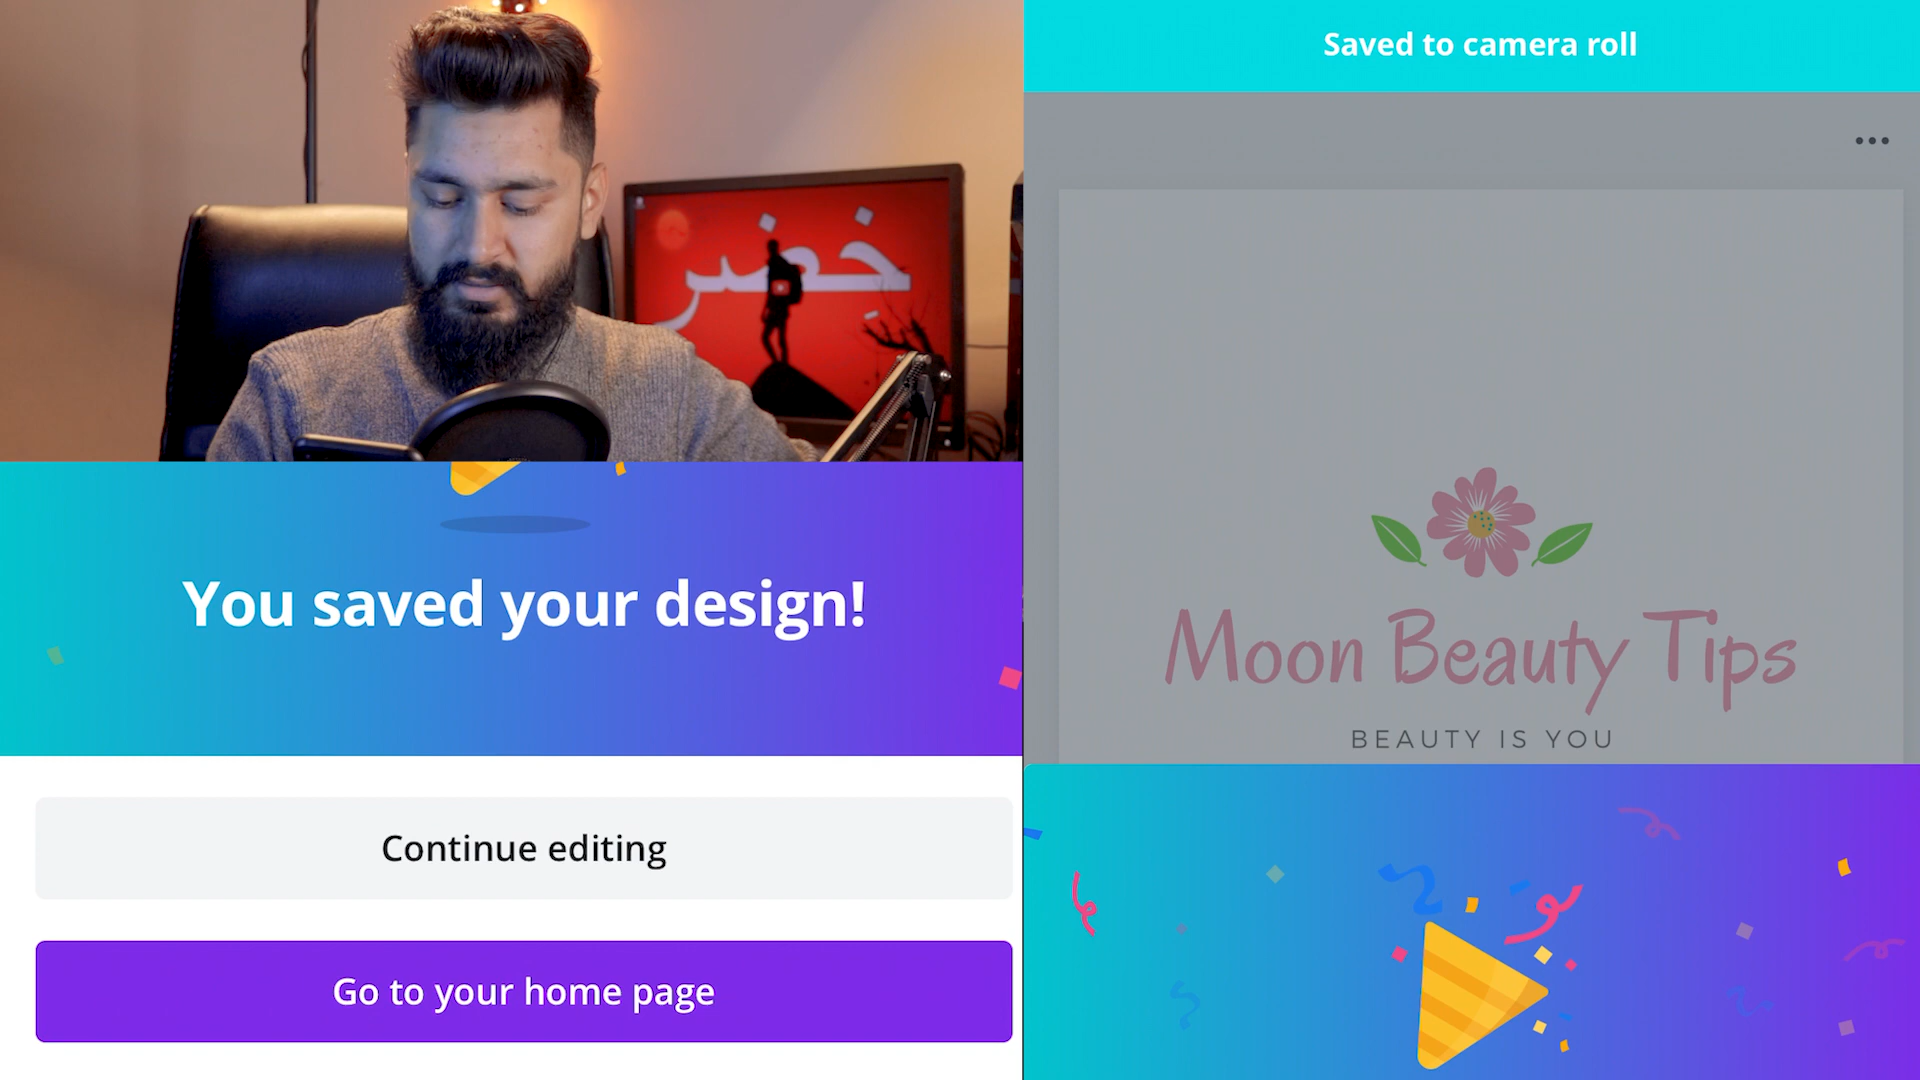 خضر
You saved your design!
Continue editing
Go to your home page
Saved to camera roll
Moon Beauty Tips
BEAUTY IS YOU